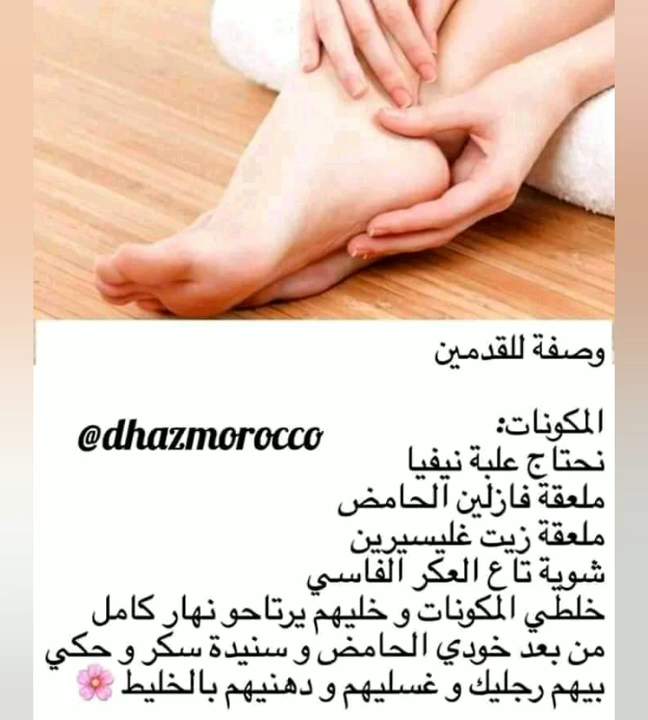 وصفة للقدمين
المكونات:
@dhazmorocco
نحتاج علبة نيفيا
ملعقة فازلين الحامض
ملعقة زيت غليسيرين
شوية تاع العكر الفاسي
خلطي المكونات و خليهم يرتاحو نهار كامل
من بعد خودي الحامض و سنيدة سكر و حكي
بيهم رجليك و غسليهم و دهنيهم بالخليط 🌸